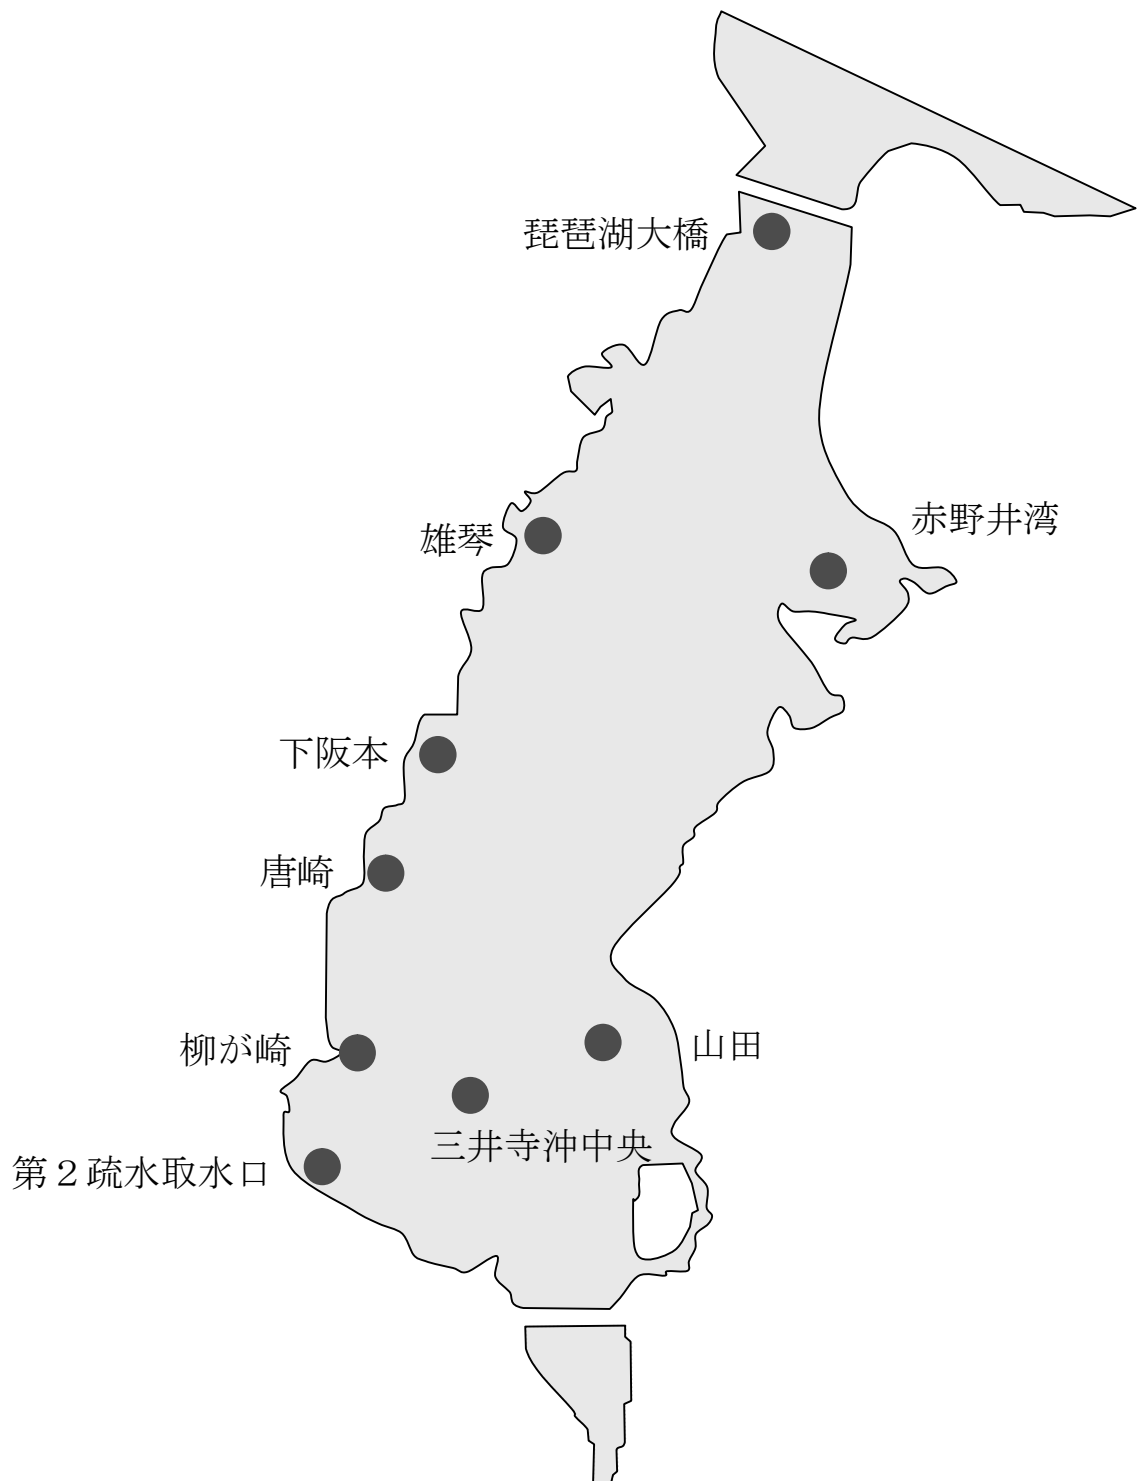 琵琶湖大橋
赤野井湾
雄琴
下阪本
唐崎
柳が崎
山田
三井寺沖中央
第２疏水取水口